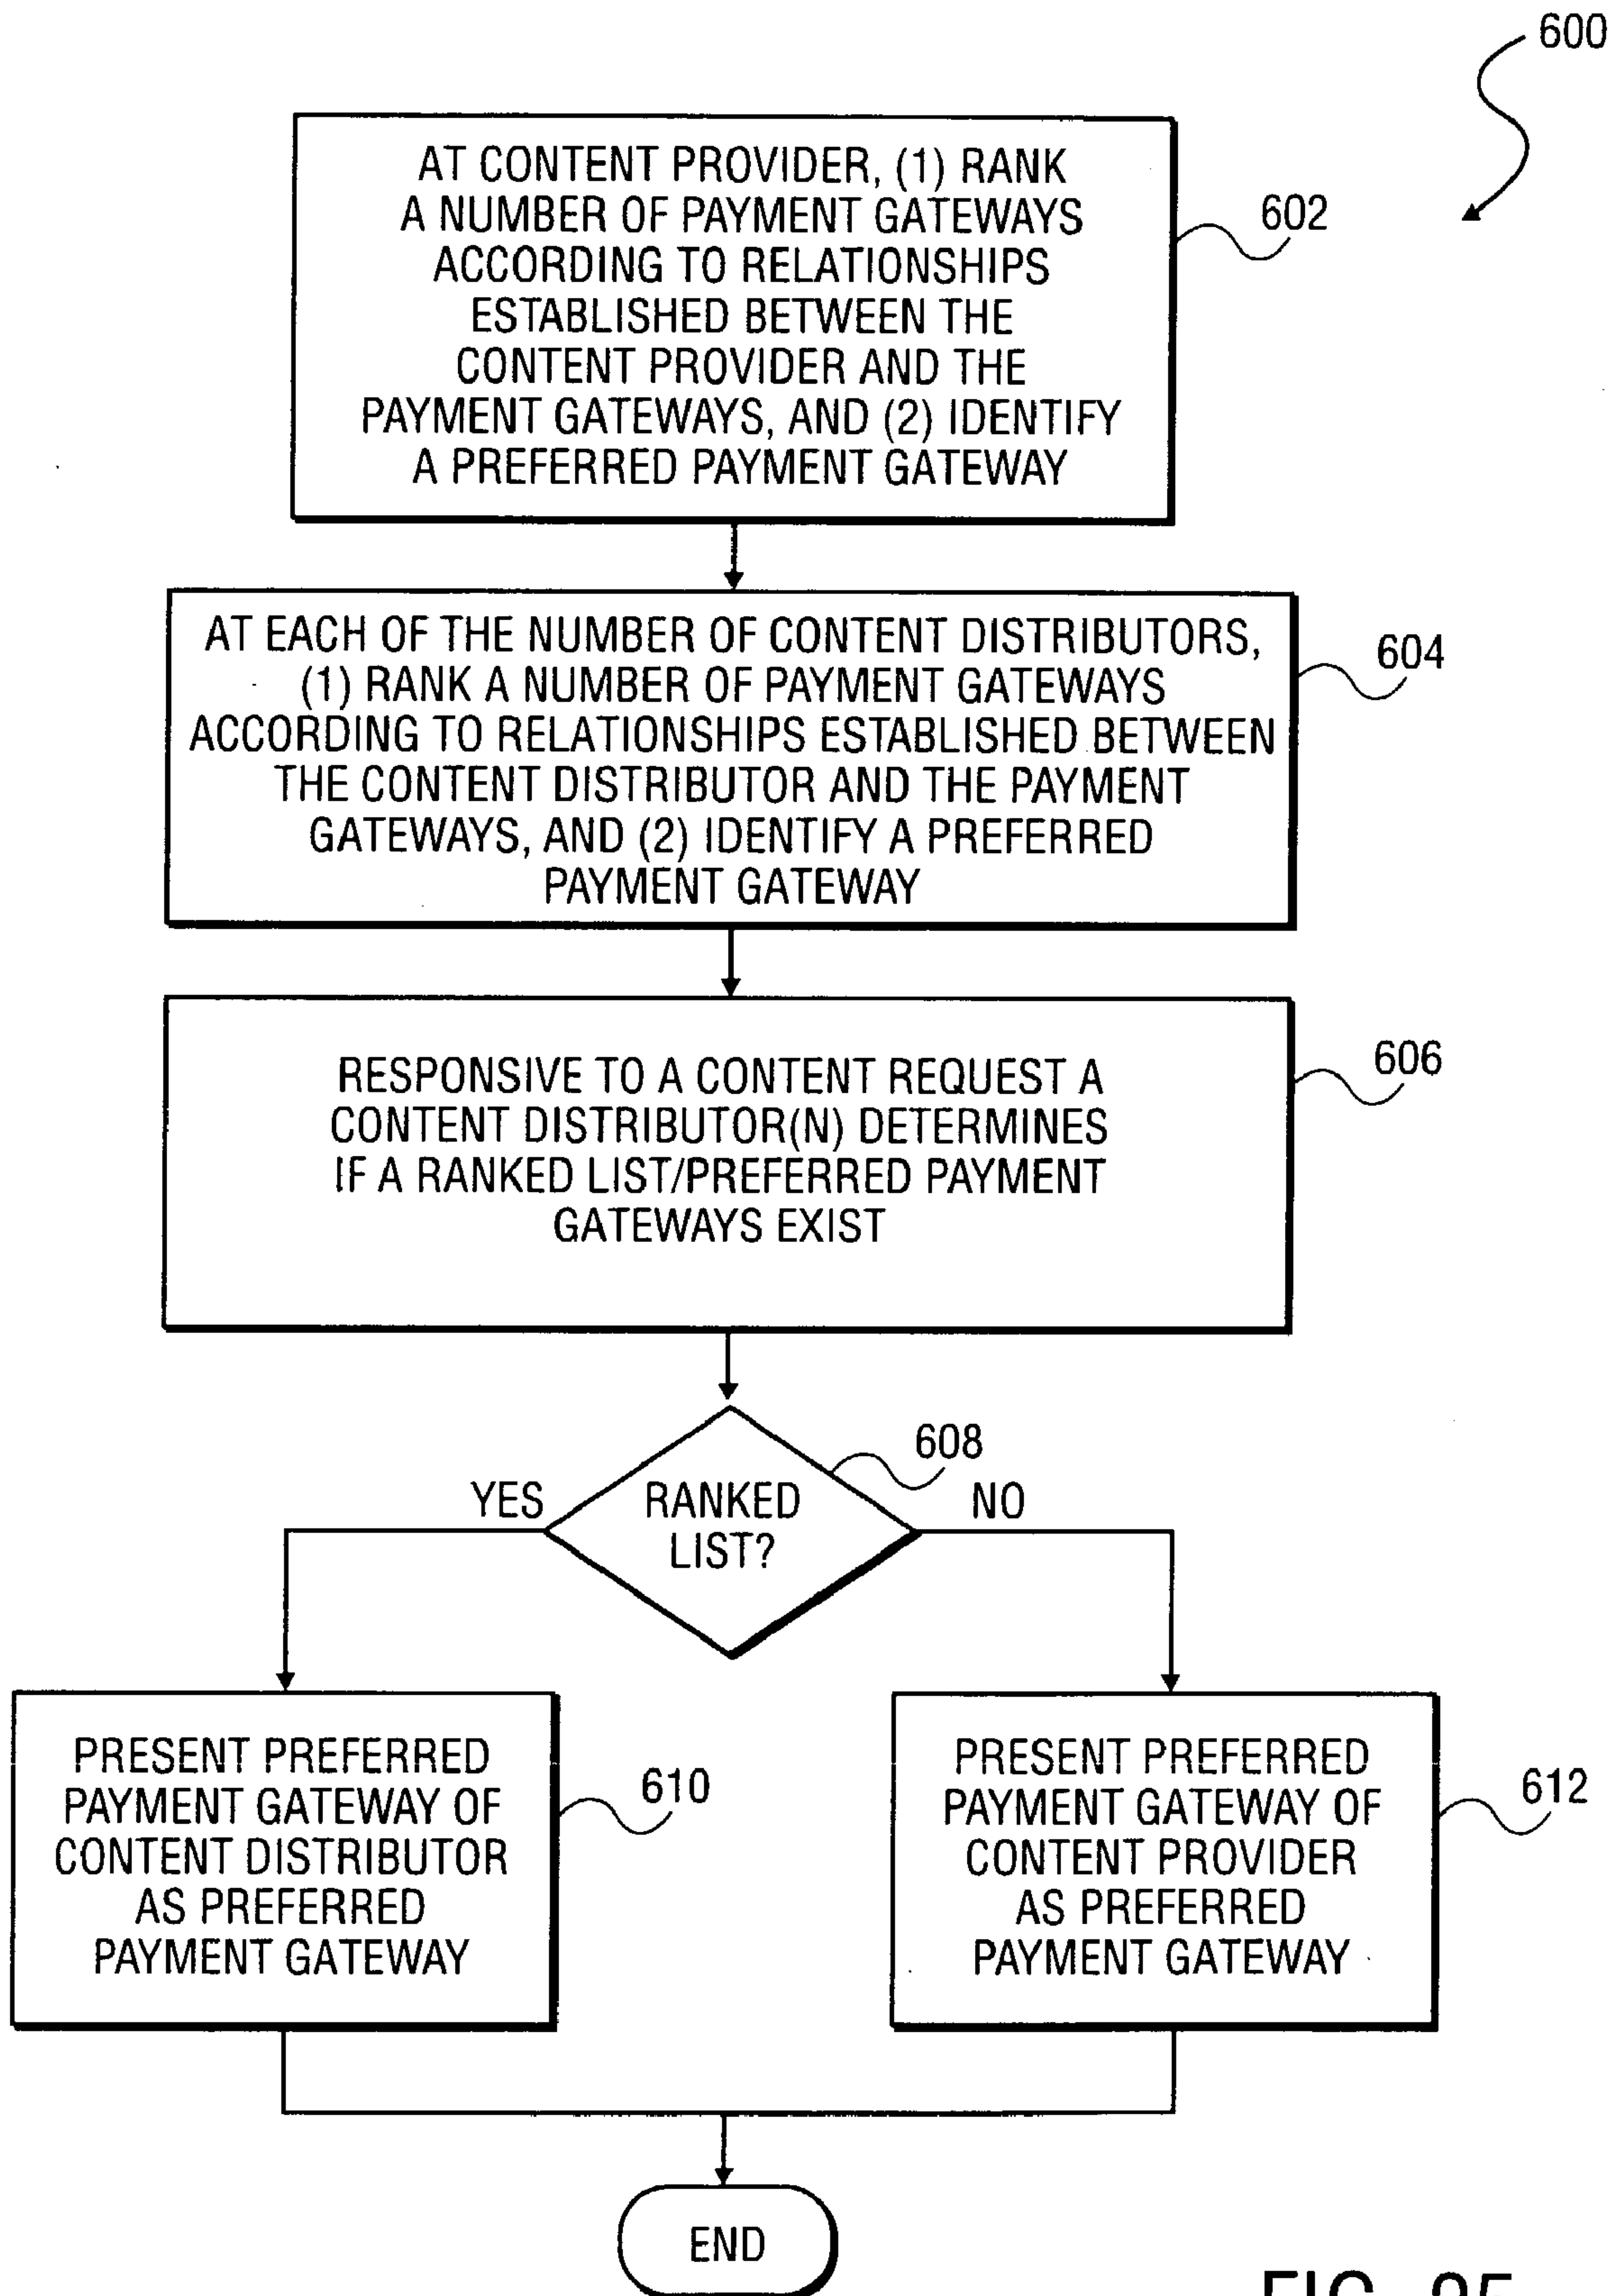 600
AT CONTENT PROVIDER, (1) RANK
A NUMBER OF PAYMENT GATEWAYS
ACCORDING TO RELATIONSHIPS
ESTABLISHED BETWEEN THE
CONTENT PROVIDER AND THE
PAYMENT GATEWAYS, AND (2) IDENTIFY
A PREFERRED PAYMENT GATEWAY
602
AT EACH OF THE NUMBER OF CONTENT DISTRIBUTORS,
(1) RANK A NUMBER OF PAYMENT GATEWAYS
ACCORDING TO RELATIONSHIPS ESTABLISHED BETWEEN
THE CONTENT DISTRIBUTOR AND THE PAYMENT
GATEWAYS, AND (2) IDENTIFY A PREFERRED
PAYMENT GATEWAY
604
RESPONSIVE TO A CONTENT REQUEST A
CONTENT DISTRIBUTOR(N) DETERMINES
IF A RANKED LIST/PREFERRED PAYMENT
GATEWAYS EXIST
606
608
YES
RANKED
LIST?
NO
PRESENT PREFERRED
PAYMENT GATEWAY OF
CONTENT DISTRIBUTOR
AS PREFERRED
PAYMENT GATEWAY
610
PRESENT PREFERRED
PAYMENT GATEWAY OF
CONTENT PROVIDER
AS PREFERRED
PAYMENT GATEWAY
612
END
FIG. 25